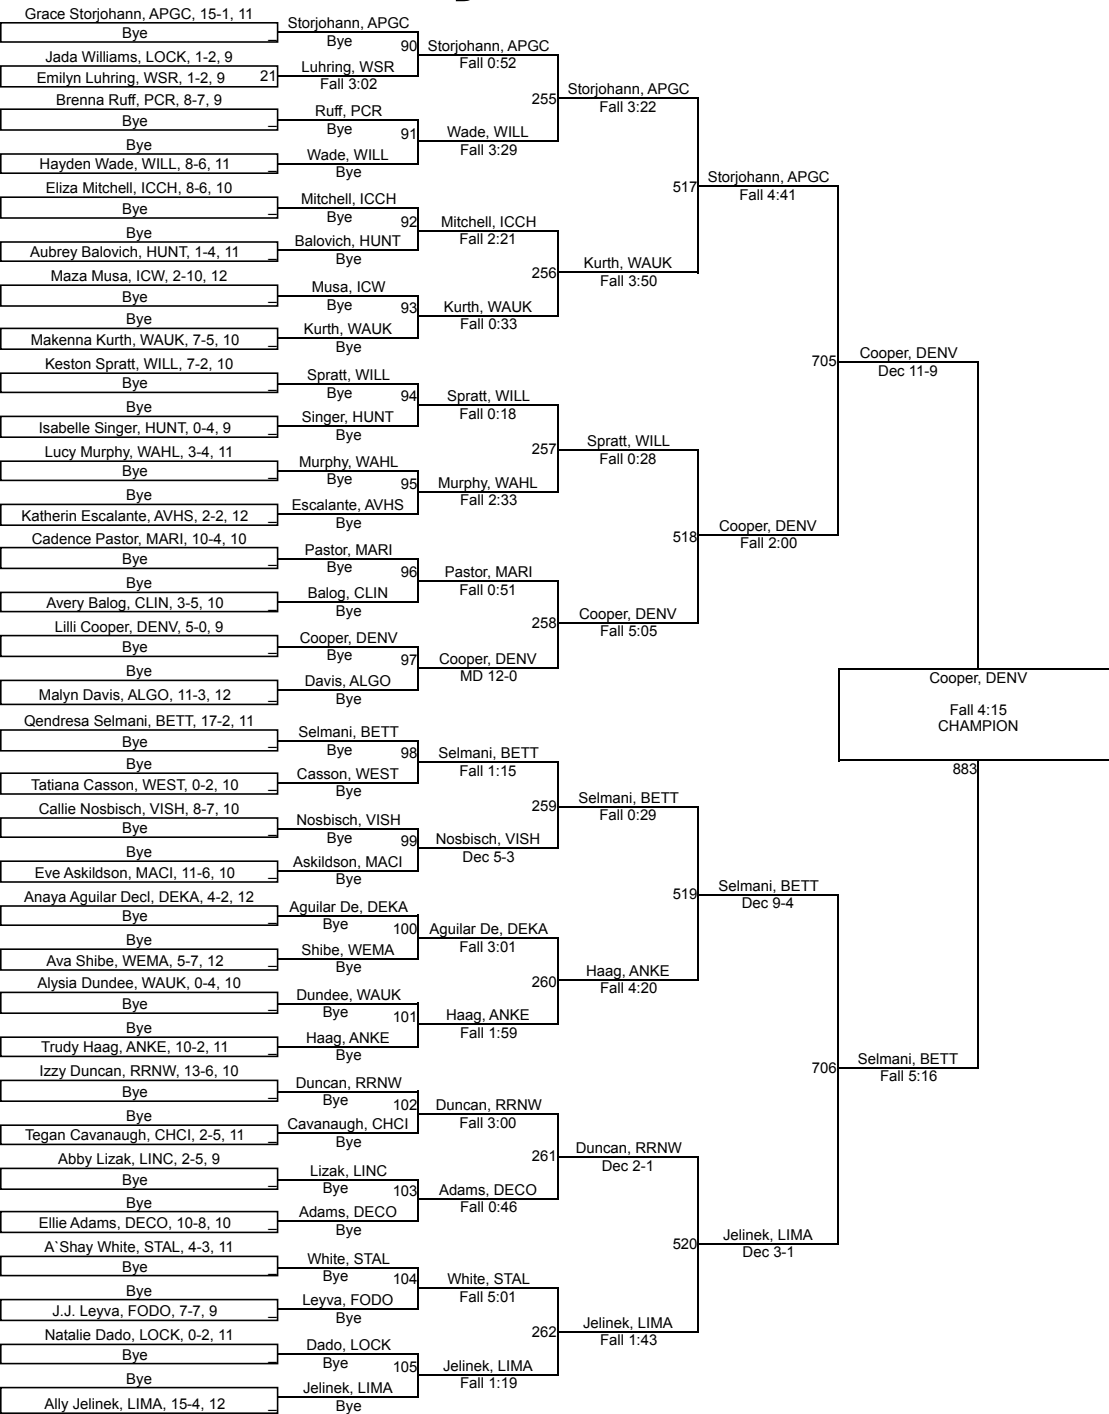 Grace Storjohann, APGC, 15-1, 11
Bye
Jada Williams, LOCK, 1-2, 9
Emilyn Luhring, WSR, 1-2, 9
21
Brenna Ruff, PCR, 8-7, 9
Bye
Bye
Hayden Wade, WILL, 8-6, 11
Eliza Mitchell, ICCH, 8-6, 10
Bye
Bye
Aubrey Balovich, HUNT, 1-4, 11
Maza Musa, ICW, 2-10, 12
Bye
Bye
Makenna Kurth, WAUK, 7-5, 10
Keston Spratt, WILL, 7-2, 10
Bye
Bye
Isabelle Singer, HUNT, 0-4, 9
Lucy Murphy, WAHL, 3-4, 11
Bye
Bye
Katherin Escalante, AVHS, 2-2, 12
Cadence Pastor, MARI, 10-4, 10
Bye
Bye
Avery Balog, CLIN, 3-5, 10
Lilli Cooper, DENV, 5-0, 9
Bye
Bye
Malyn Davis, ALGO, 11-3, 12
Qendresa Selmani, BETT, 17-2, 11
Bye
Bye
Tatiana Casson, WEST, 0-2, 10
Callie Nosbisch, VISH, 8-7, 10
Bye
Bye
Eve Askildson, MACI, 11-6, 10
Anaya Aguilar Decl, DEKA, 4-2, 12
Bye
Bye
Ava Shibe, WEMA, 5-7, 12
Alysia Dundee, WAUK, 0-4, 10
Bye
Bye
Trudy Haag, ANKE, 10-2, 11
Izzy Duncan, RRNW, 13-6, 10
Bye
Bye
Tegan Cavanaugh, CHCI, 2-5, 11
Abby Lizak, LINC, 2-5, 9
Bye
Bye
Ellie Adams, DECO, 10-8, 10
A`Shay White, STAL, 4-3, 11
Bye
Bye
J.J. Leyva, FODO, 7-7, 9
Natalie Dado, LOCK, 0-2, 11
Bye
Bye
Ally Jelinek, LIMA, 15-4, 12
Storjohann, APGC
Bye
90
Luhring, WSR
Fall 3:02
Ruff, PCR
Bye
91
Wade, WILL
Bye
Mitchell, ICCH
Bye
92
Balovich, HUNT
Bye
Musa, ICW
Bye
93
Kurth, WAUK
Bye
Spratt, WILL
Bye
94
Singer, HUNT
Bye
Murphy, WAHL
Bye
95
Escalante, AVHS
Bye
Pastor, MARI
Bye
96
Balog, CLIN
Bye
Cooper, DENV
Bye
97
Davis, ALGO
Bye
Selmani, BETT
Bye
98
Casson, WEST
Bye
Nosbisch, VISH
Bye
99
Askildson, MACI
Bye
Aguilar De, DEKA
Bye
100
Shibe, WEMA
Bye
Dundee, WAUK
Bye
101
Haag, ANKE
Bye
Duncan, RRNW
Bye
102
Cavanaugh, CHCI
Bye
Lizak, LINC
Bye
103
Adams, DECO
Bye
White, STAL
Bye
104
Leyva, FODO
Bye
Dado, LOCK
Bye
105
Jelinek, LIMA
Bye
Storjohann, APGC
Fall 0:52
255
Wade, WILL
Fall 3:29
Mitchell, ICCH
Fall 2:21
256
Kurth, WAUK
Fall 0:33
Spratt, WILL
Fall 0:18
257
Murphy, WAHL
Fall 2:33
Pastor, MARI
Fall 0:51
258
Cooper, DENV
MD 12-0
Selmani, BETT
Fall 1:15
259
Nosbisch, VISH
Dec 5-3
Aguilar De, DEKA
Fall 3:01
260
Haag, ANKE
Fall 1:59
Duncan, RRNW
Fall 3:00
261
Adams, DECO
Fall 0:46
White, STAL
Fall 5:01
262
Jelinek, LIMA
Fall 1:19
Storjohann, APGC
Fall 3:22
517
Kurth, WAUK
Fall 3:50
Spratt, WILL
Fall 0:28
518
Cooper, DENV
Fall 5:05
Selmani, BETT
Fall 0:29
519
Haag, ANKE
Fall 4:20
Duncan, RRNW
Dec 2-1
520
Jelinek, LIMA
Fall 1:43
Storjohann, APGC
Fall 4:41
705
Cooper, DENV
Fall 2:00
Selmani, BETT
Dec 9-4
706
Jelinek, LIMA
Dec 3-1
Cooper, DENV
Dec 11-9
Selmani, BETT
Fall 5:16
Cooper, DENV
Fall 4:15
CHAMPION
883